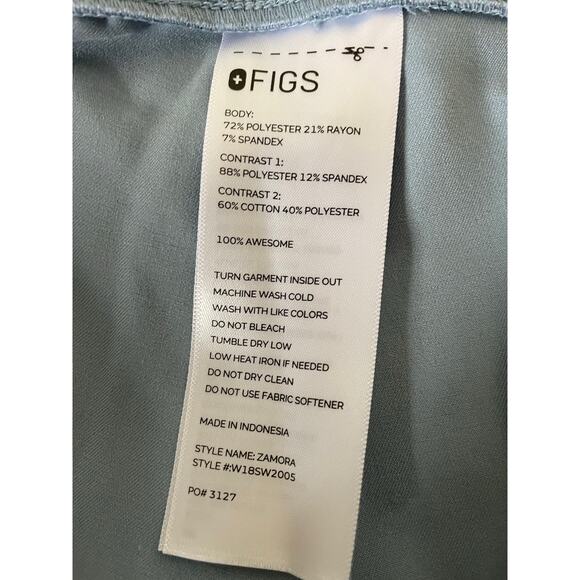 FIGS
BODY:
72% POLYESTER 21% RAYON
7% SPANDEX
CONTRAST 1:
88% POLYESTER 12% SPANDEX
CONTRAST 2:
60% COTTON 40% POLYESTER
100% AWESOME
TURN GARMENT INSIDE OUT
MACHINE WASH COLD
WASH WITH LIKE COLORS
DO NOT BLEACH
TUMBLE DRY LOW
LOW HEAT IRON IF NEEDED
DO NOT DRY CLEAN
DO NOT USE FABRIC SOFTENER
MADE IN INDONESIA
STYLE NAME: ZAMORA
STYLE #:W18SW2005
PO# 3127